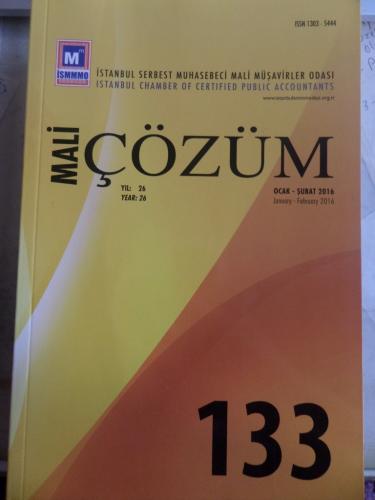 ISSN 1303 - 5444
M
İSMMMO
İSTANBUL SERBEST MUHASEBECİ MALİ MÜŞAVİRLER ODASI
ISTANBUL CHAMBER OF CERTIFIED PUBLIC ACCOUNTANTS
MALİ
ÇÖZÜM
YIL: 26
YEAR: 26
OCAK - ŞUBAT 2016
January - February 2016
133